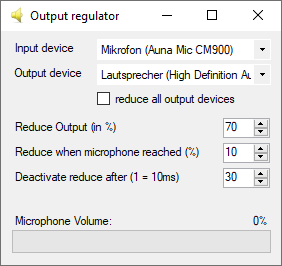 Output regulator
Input device Mikrofon (Auna Mic CM900)
Output device Lautsprecher (High Definition Au
reduce all output devices
Reduce Output (in %) 70
Reduce when microphone reached (%) 10
Deactivate reduce after (1 = 10ms) 30
Microphone Volume: 0%